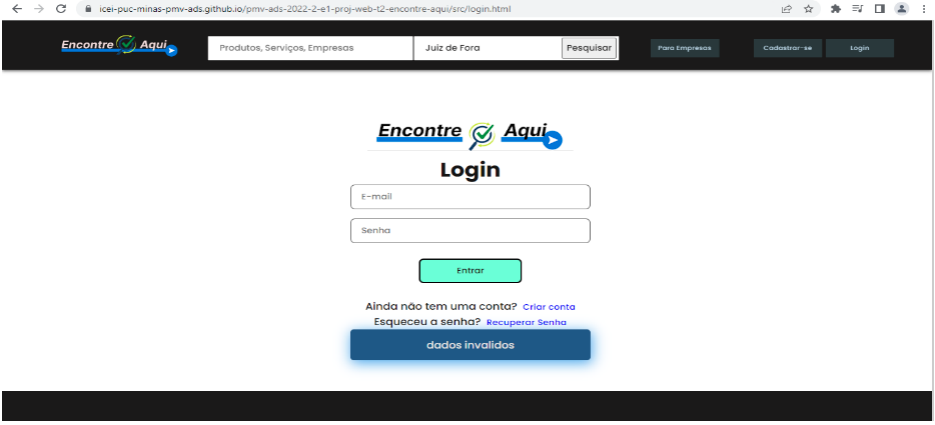 icei-puc-minas-pmv-ads.github.io/pmv-ads-2022-2-e1-proj-web-t2-encontre-aqui/src/login.html
Encontre Aqui Produtos, Serviços, Empresas Juiz de Fora Pesquisar Para Empresas Cadastrar-se Login
Encontre Aqui
Login
E-mail
Senha
Entrar
Ainda não tem uma conta? Criar conta
Esqueceu a senha? Recuperar Senha
dados invalidos